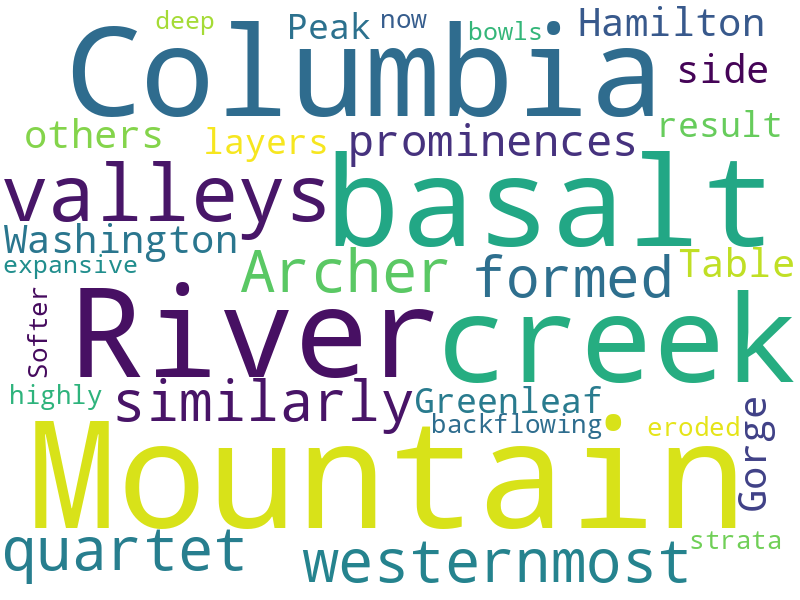 deep
Peak
now
bowls
Hamilton
Columbia
side
others
layers
prominences
result
valleys
basalt
Washington
expansive
Archer
formed
Table
Softer
River
creek
highly
similarly
Greenleaf
backflowing
eroded
Gorge
Mountain
quartet
westernmost
strata